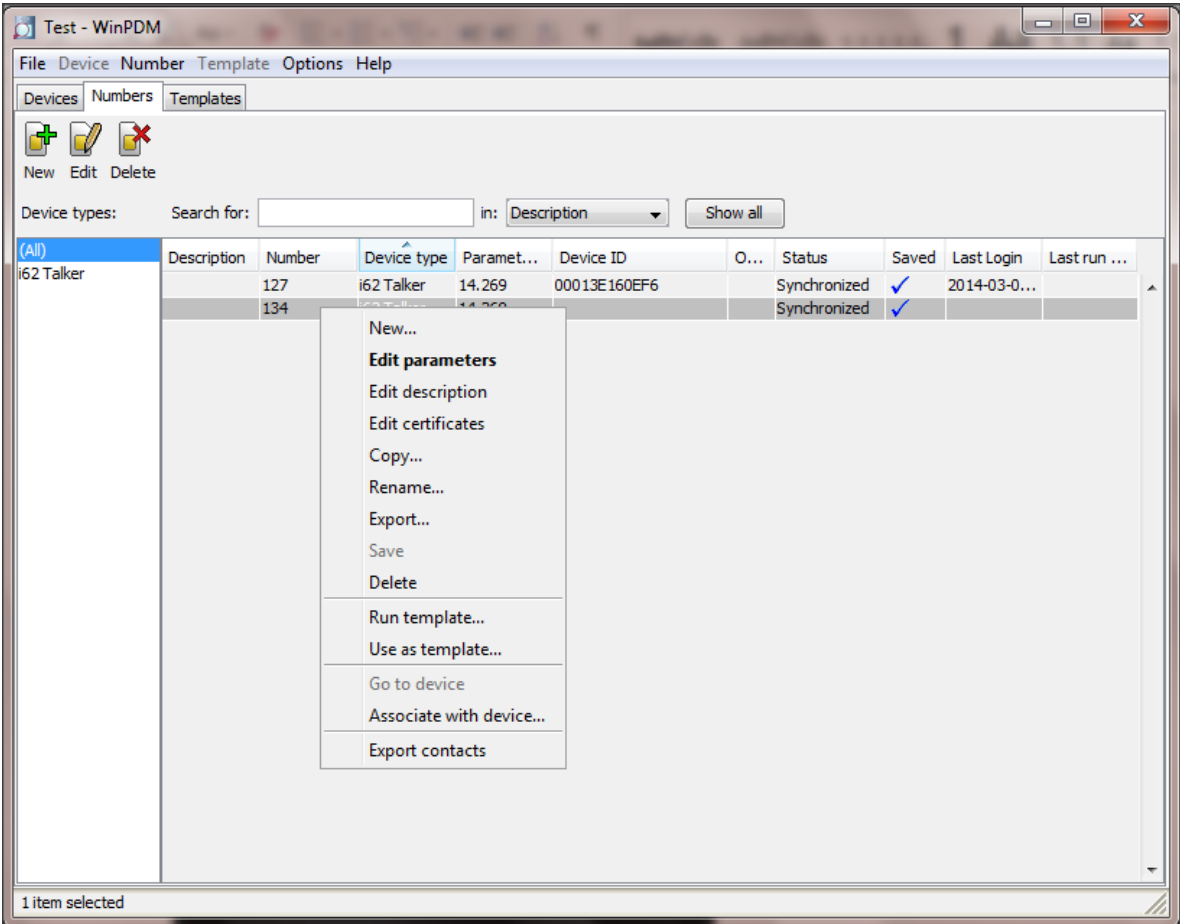 Test - WinPDM
File Device Number Template Options Help
Devices Numbers Templates
New Edit Delete
Device types: Search for: in: Description Show all
(All)
i62 Talker
Description Number Device type Paramet... Device ID O... Status Saved Last Login Last run ...
127 i62 Talker 14.269 00013E160EF6 Synchronized 2014-03-0...
134 i62 Talker 14.269 Synchronized
New...
Edit parameters
Edit description
Edit certificates
Copy...
Rename...
Export...
Save
Delete
Run template...
Use as template...
Go to device
Associate with device...
Export contacts
1 item selected